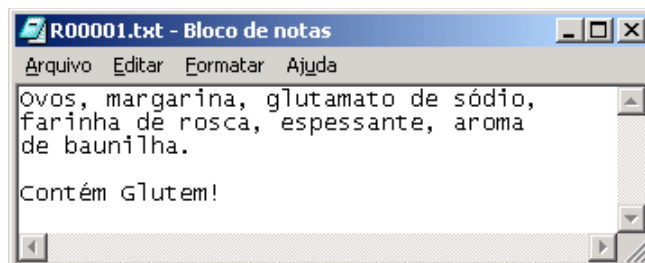 R00001.txt - Bloco de notas
Arquivo Editar Formatar Ajuda
Ovos, margarina, glutamato de sódio,
farinha de rosca, espessante, aroma
de baunilha.
Contém Glutem!